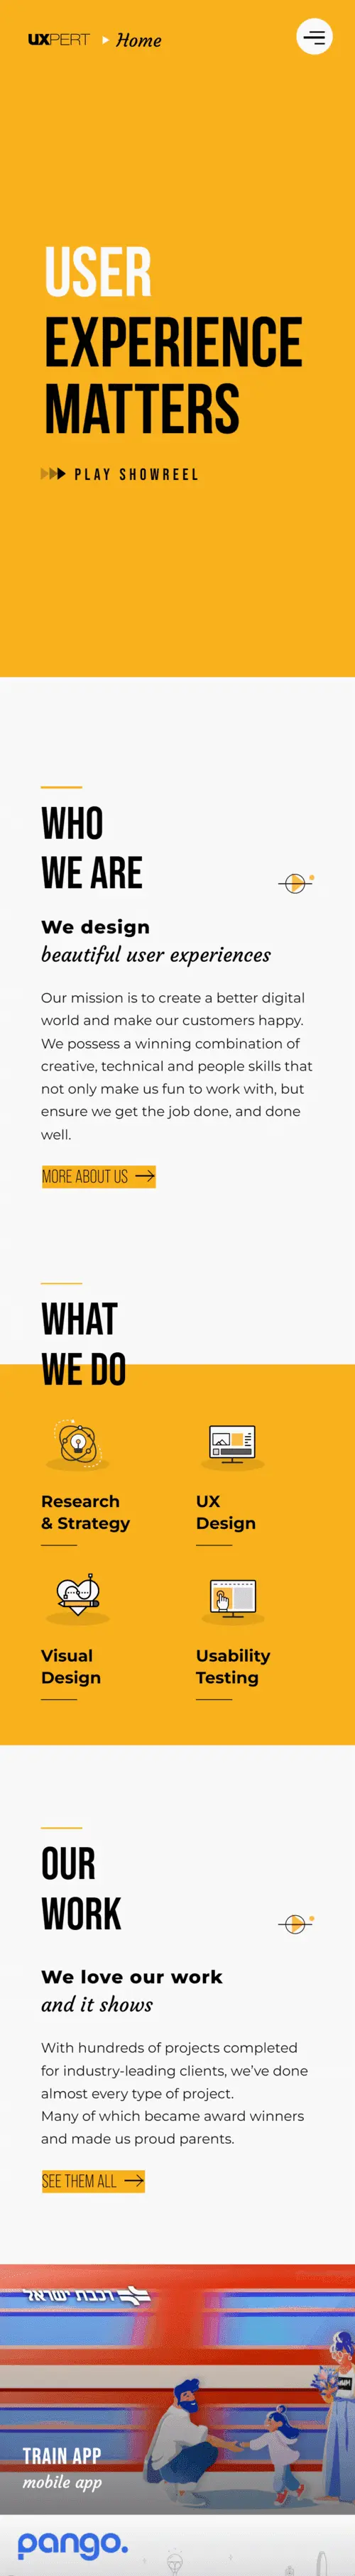 UXPERT Home
USER
EXPERIENCE
MATTERS
PLAY SHOWREEL
WHO
WE ARE
We design
beautiful user experiences
Our mission is to create a better digital
world and make our customers happy.
We possess a winning combination of
creative, technical and people skills that
not only make us fun to work with, but
ensure we get the job done, and done
well.
MORE ABOUT US
WHAT
WE DO
Research
& Strategy
UX
Design
Visual
Design
Usability
Testing
OUR
WORK
We love our work
and it shows
With hundreds of projects completed
for industry-leading clients, we've done
almost every type of project.
Many of which became award winners
and made us proud parents.
SEE THEM ALL
רכבת ישראל
TRAIN APP
mobile app
pango.